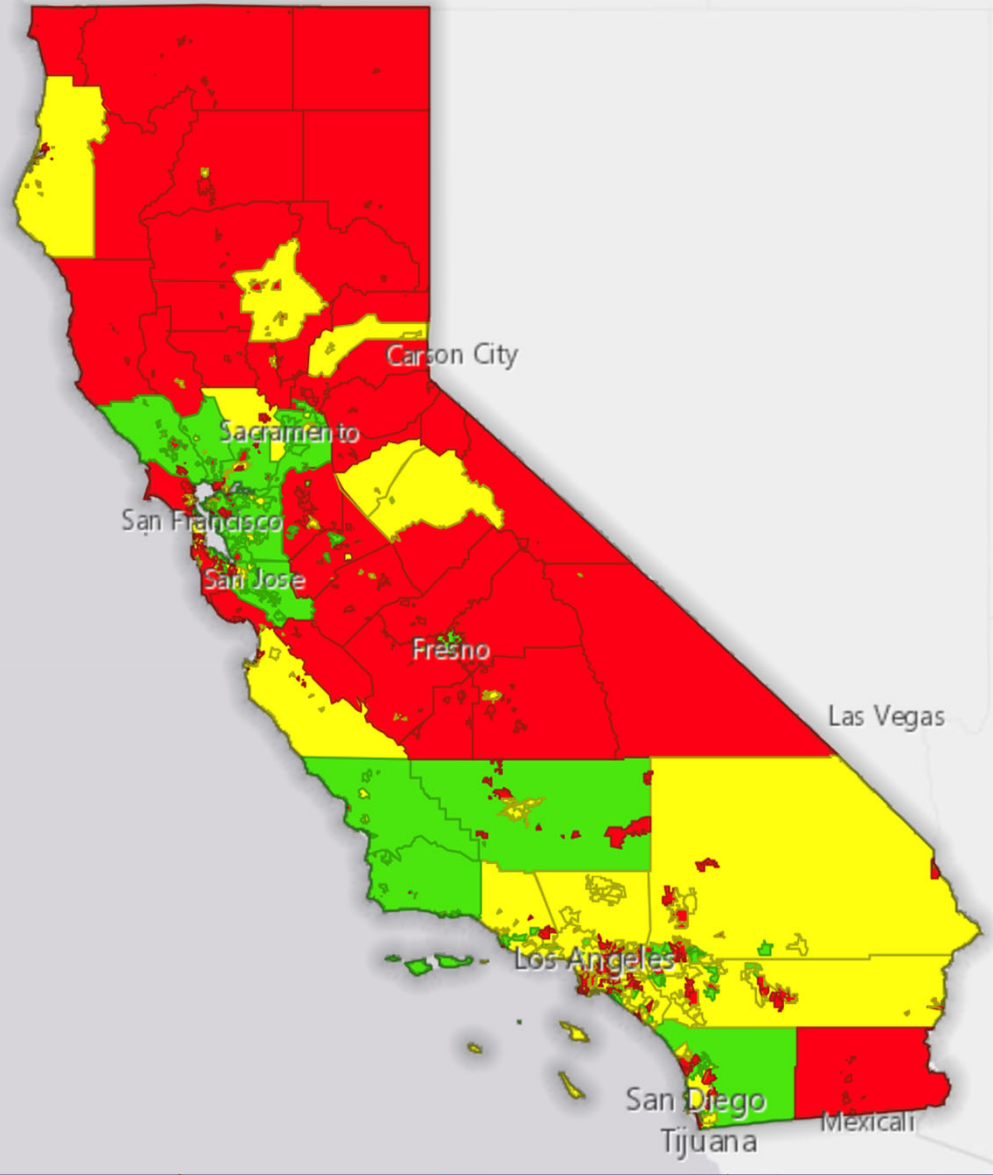 Carson City
Sacramento
San Francisco
San Jose
Fresno
Las Vegas
Los Angeles
San Diego
Mexicali
Tijuana